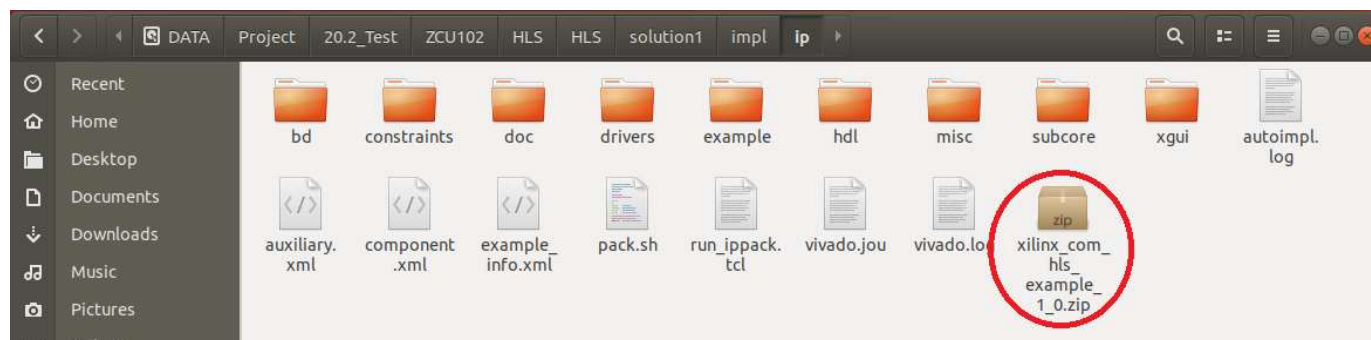 DATA Project 20.2_Test ZCU102 HLS HLS solution1 impl ip
Recent
Home
Desktop
Documents
Downloads
Music
Pictures
bd constraints doc drivers example hdl misc subcore xgui autoimpl.
log
auxiliary. component example_ pack.sh run_ippack. vivado.jou vivado.log xilinx_com_
xml .xml info.xml tcl hls_
example_
1_0.zip
zip